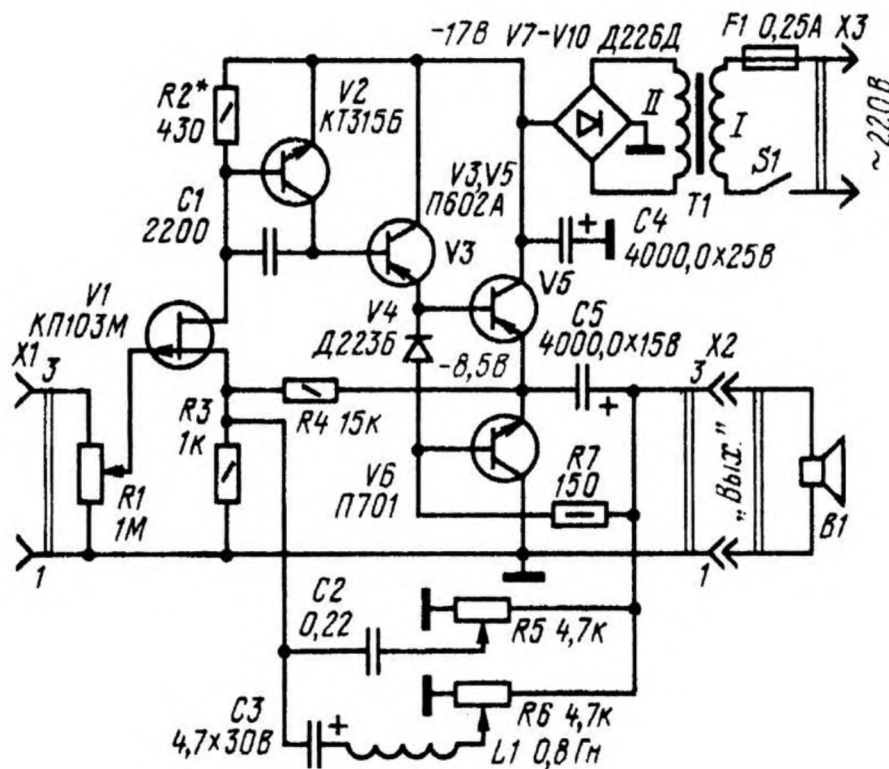 -17В V7-V10 Д226Д
F1 0,25А X3
R2*
430
V2
КТ315Б
II
I
~220В
S1
T1
C1
2200
V3,V5
П602А
V3
C4
4000,0×25В
V1
КП103М
V4
Д223Б
V5
C5
4000,0×15В
X1
3
-8,5В
X2
3
R3
1к
R4 15к
R1
1М
V6
П701
R7
150
„Вых."
B1
1
1
C2
0,22
R5 4,7к
C3
4,7×30В
+
R6 4,7к
L1 0,8Гн
+
+